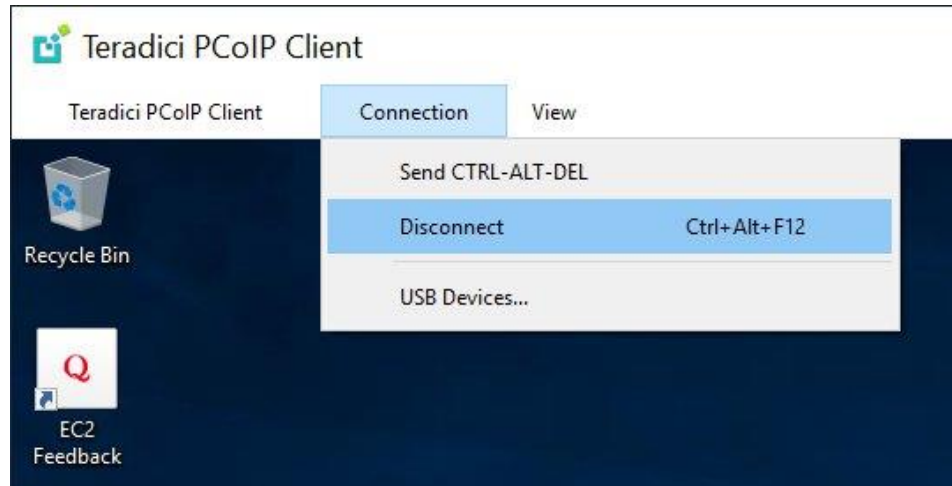 Teradici PCoIP Client
Teradici PCoIP Client Connection View
Send CTRL-ALT-DEL
Disconnect Ctrl+Alt+F12
USB Devices...
Recycle Bin
Q
EC2
Feedback